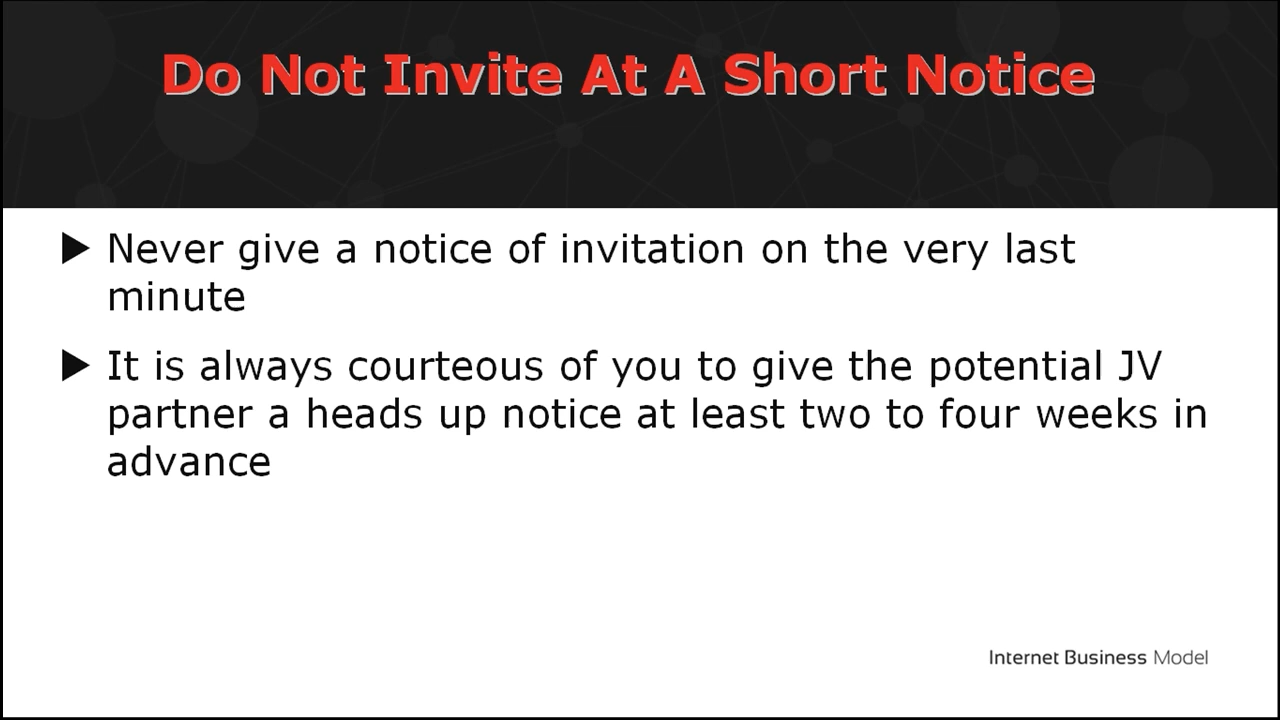 Do Not Invite At A Short Notice
▶ Never give a notice of invitation on the very last
minute
▶ It is always courteous of you to give the potential JV
partner a heads up notice at least two to four weeks in
advance
Internet Business Model